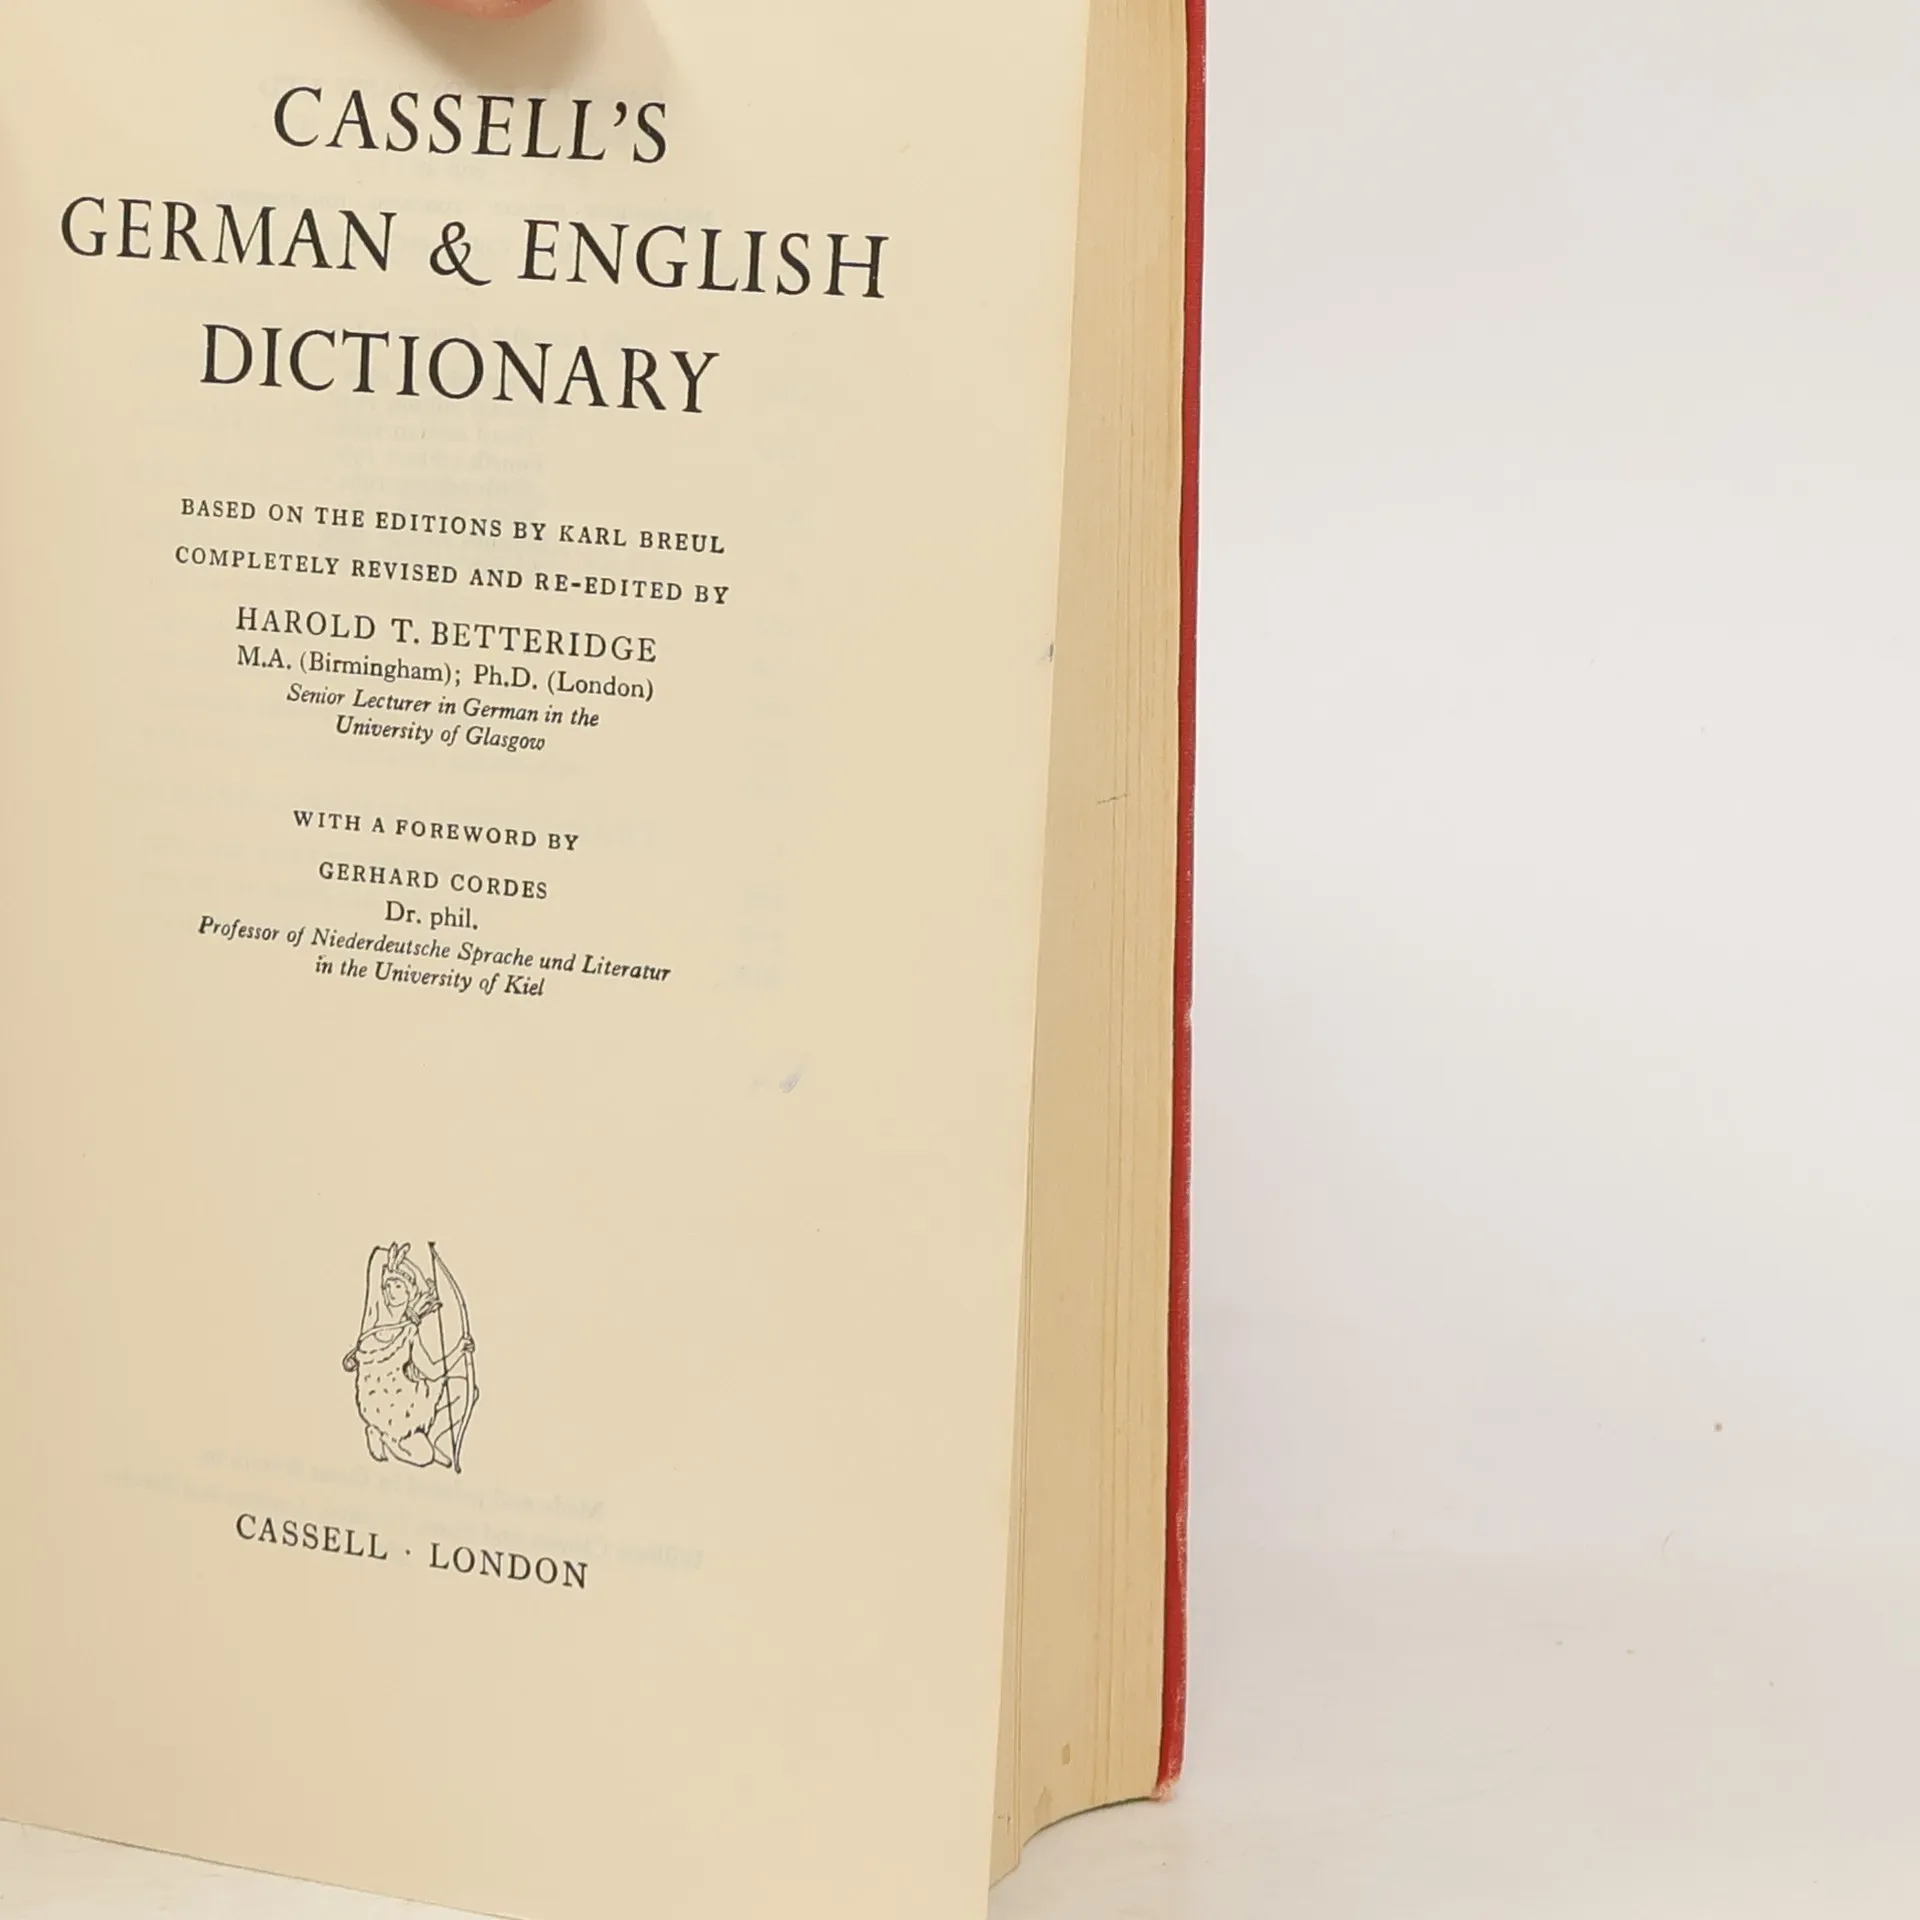 CASSELL'S
GERMAN & ENGLISH
DICTIONARY
BASED ON THE EDITIONS BY KARL BREUL
COMPLETELY REVISED AND RE-EDITED BY
HAROLD T. BETTERIDGE
M.A. (Birmingham); Ph.D. (London)
Senior Lecturer in German in the
University of Glasgow
WITH A FOREWORD BY
GERHARD CORDES
Dr. phil.
Professor of Niederdeutsche Sprache und Literatur
in the University of Kiel
CASSELL · LONDON